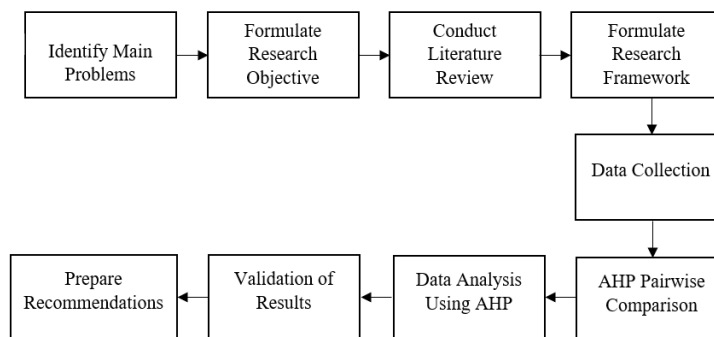 Identify Main
Problems
Formulate
Research
Objective
Conduct
Literature
Review
Formulate
Research
Framework
Data Collection
AHP Pairwise
Comparison
Data Analysis
Using AHP
Validation of
Results
Prepare
Recommendations